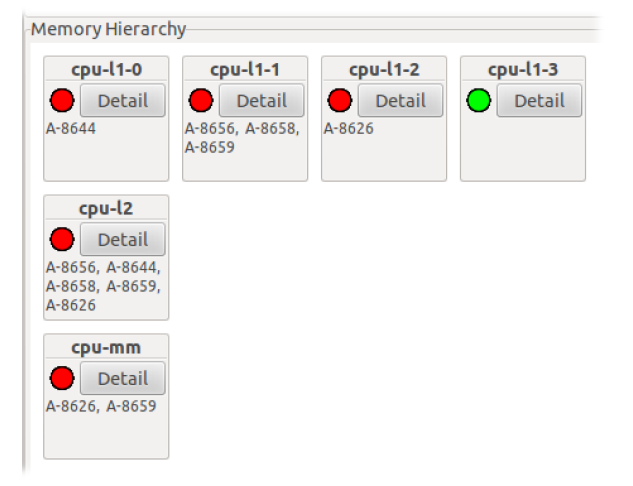 Memory Hierarchy
cpu-l1-0
cpu-l1-1
cpu-l1-2
cpu-l1-3
Detail
Detail
Detail
Detail
A-8644
A-8656, A-8658,
A-8659
A-8626
cpu-l2
Detail
A-8656, A-8644,
A-8658, A-8659,
A-8626
cpu-mm
Detail
A-8626, A-8659